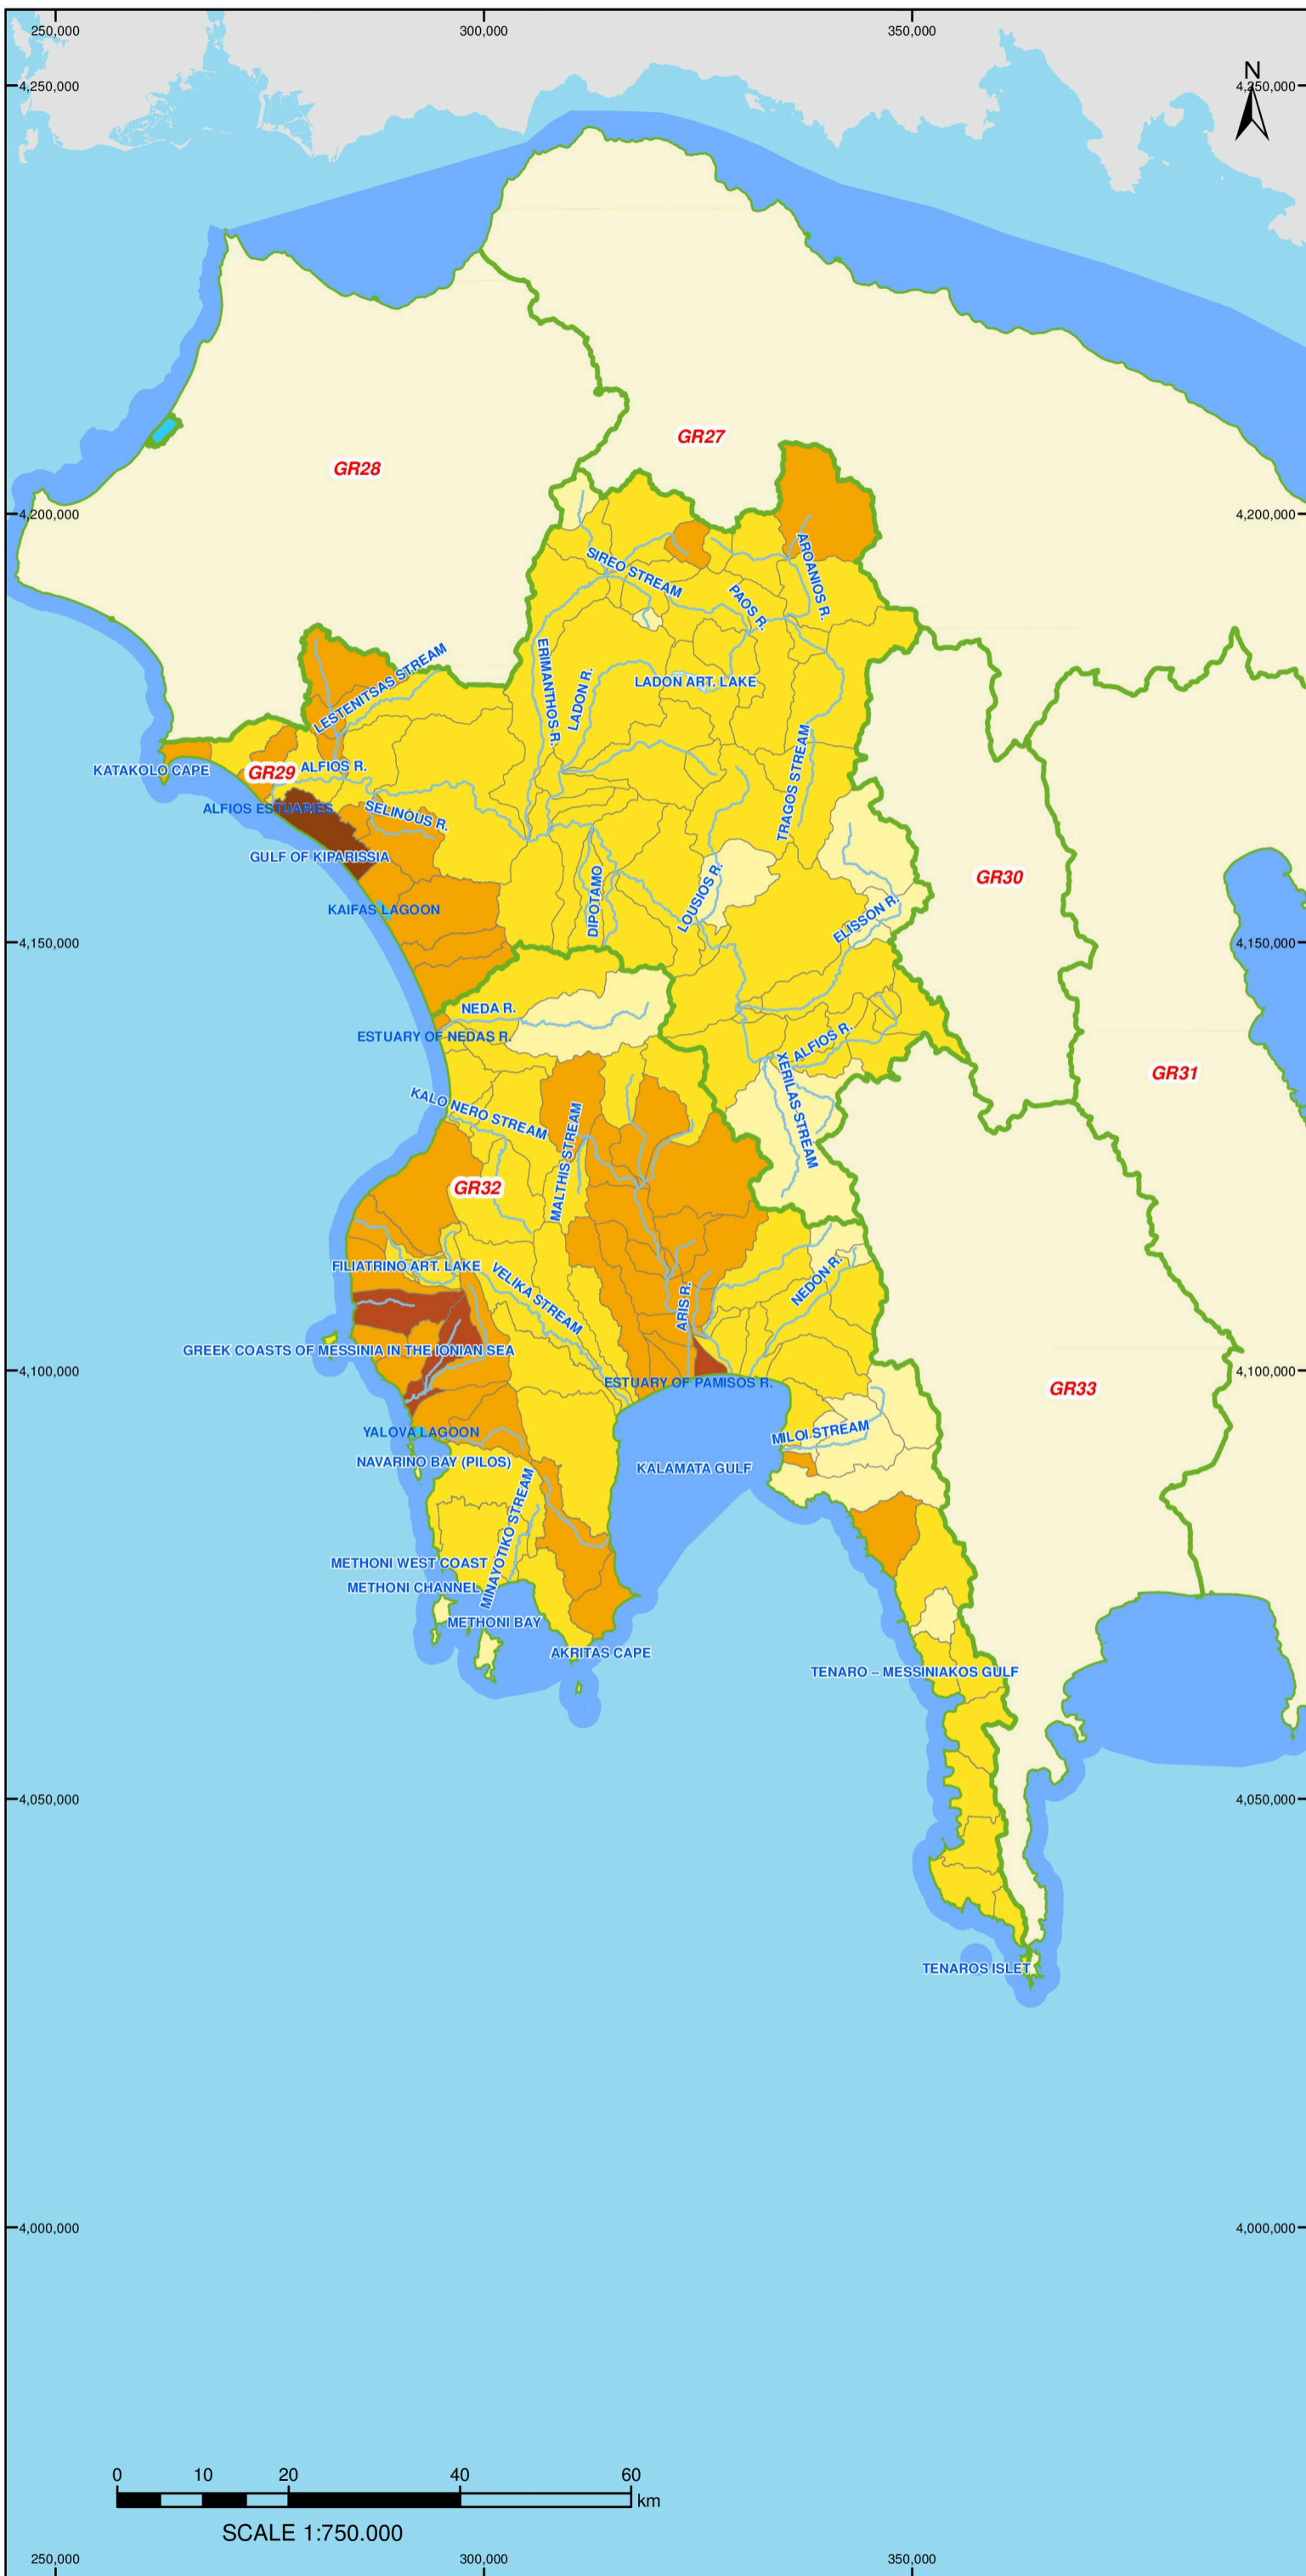 250,000
300,000
350,000
N
4,250,000
4,250,000
GR27
GR28
4,200,000
4,200,000
SIREO STREAM
AROANIOS R.
PAOS R.
LESTENITSAS STREAM
ERIMANTHOS R.
LADON R.
LADON ART. LAKE
TRAGOS STREAM
KATAKOLO CAPE
GR29
ALFIOS R.
ALFIOS ESTUARIES
SELINOUS R.
GULF OF KIPARISSIA
DIPOTAMO
LOUSIOS R.
GR30
KAIFAS LAGOON
ELISSON R.
4,150,000
4,150,000
NEDA R.
ESTUARY OF NEDAS R.
ALFIOS R.
XERILAS STREAM
GR31
KALO NERO STREAM
MALTHIS STREAM
GR32
FILIATRINO ART. LAKE
VELIKA STREAM
ARIS R.
NEDON R.
GREEK COASTS OF MESSINIA IN THE IONIAN SEA
4,100,000
4,100,000
ESTUARY OF PAMISOS R.
GR33
YALOVA LAGOON
MILOI STREAM
NAVARINO BAY (PILOS)
KALAMATA GULF
MINAYOTIKO STREAM
METHONI WEST COAST
METHONI CHANNEL
METHONI BAY
AKRITAS CAPE
TENARO – MESSINIAKOS GULF
4,050,000
4,050,000
TENAROS ISLET
4,000,000
4,000,000
0 10 20 40 60
km
SCALE 1:750.000
250,000
300,000
350,000